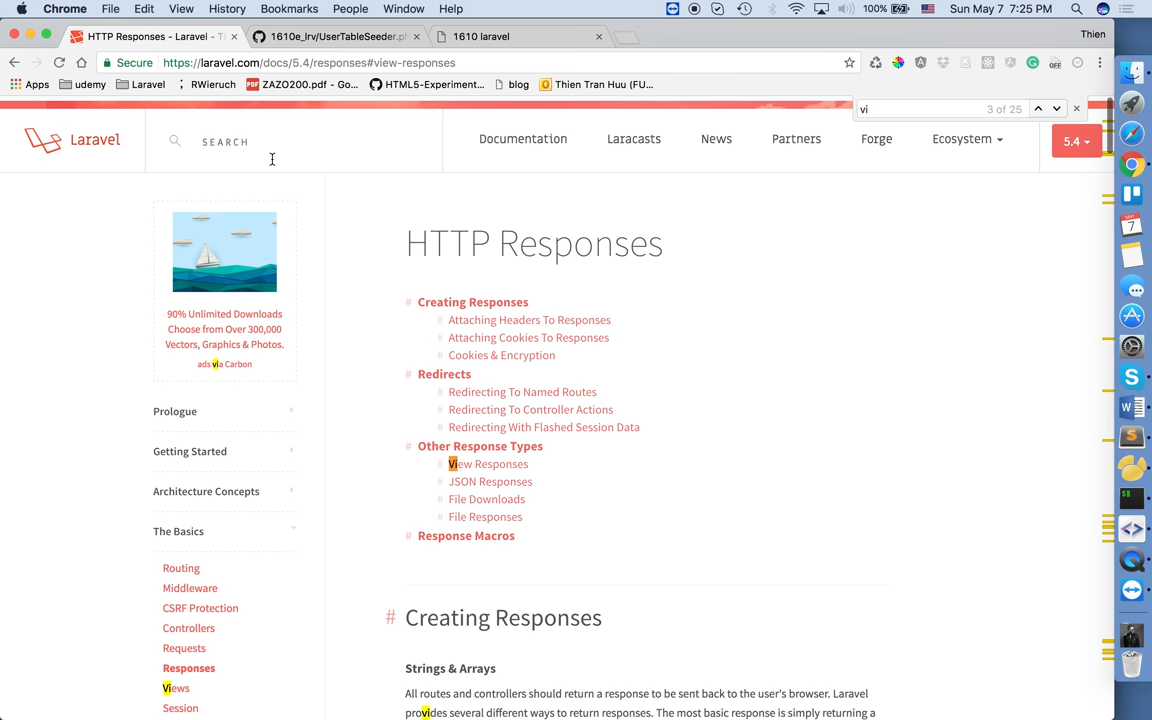 Chrome File Edit View History Bookmarks People Window Help 100% Sun May 7 7:25 PM
HTTP Responses - Laravel - Th 1610e_lrv/UserTableSeeder.ph 1610 laravel Thien
Secure https://laravel.com/docs/5.4/responses#view-responses
Apps udemy Laravel RWieruch ZAZO200.pdf - Go... HTML5-Experiment... blog Thien Tran Huu (FU...
vi 3 of 25
Laravel SEARCH Documentation Laracasts News Partners Forge Ecosystem 5.4
90% Unlimited Downloads
Choose from Over 300,000
Vectors, Graphics & Photos.
ads via Carbon
Prologue
Getting Started
Architecture Concepts
The Basics
Routing
Middleware
CSRF Protection
Controllers
Requests
Responses
Views
Session
HTTP Responses
# Creating Responses
# Attaching Headers To Responses
# Attaching Cookies To Responses
# Cookies & Encryption
# Redirects
# Redirecting To Named Routes
# Redirecting To Controller Actions
# Redirecting With Flashed Session Data
# Other Response Types
# View Responses
# JSON Responses
# File Downloads
# File Responses
# Response Macros
# Creating Responses
Strings & Arrays
All routes and controllers should return a response to be sent back to the user's browser. Laravel
provides several different ways to return responses. The most basic response is simply returning a